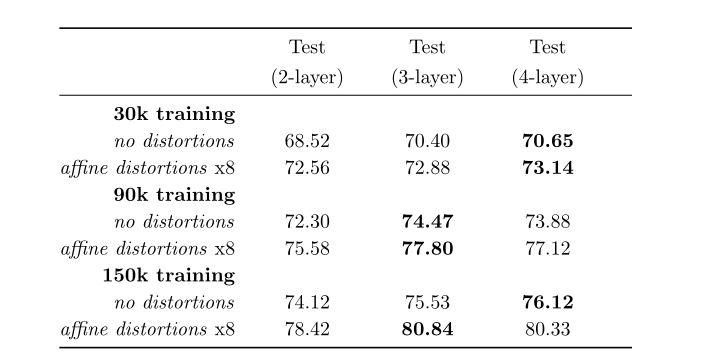 Test Test Test
(2-layer) (3-layer) (4-layer)
30k training
no distortions 68.52 70.40 70.65
affine distortions x8 72.56 72.88 73.14
90k training
no distortions 72.30 74.47 73.88
affine distortions x8 75.58 77.80 77.12
150k training
no distortions 74.12 75.53 76.12
affine distortions x8 78.42 80.84 80.33